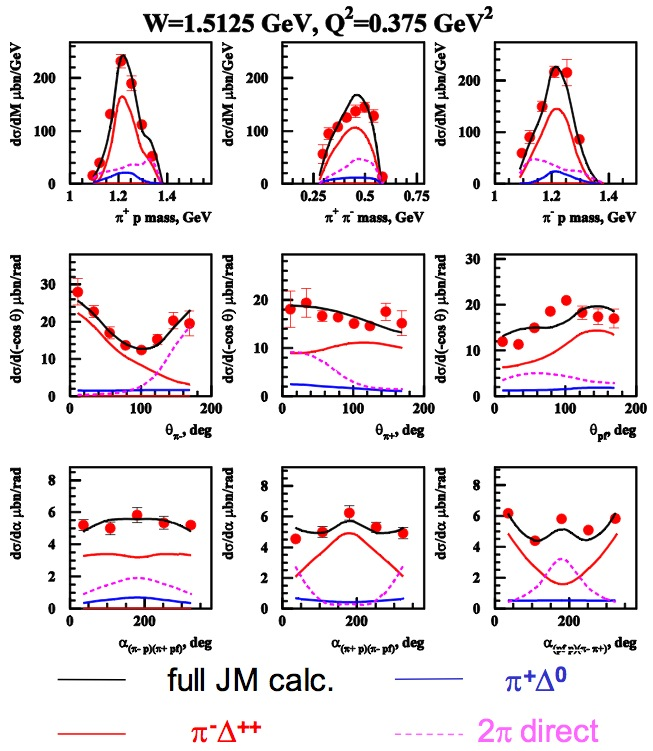 W=1.5125 GeV, Q²=0.375 GeV²
dσ/dM μbn/GeV
200
100
0
1
1.2
1.4
π⁺ p mass, GeV
dσ/dM μbn/GeV
200
100
0
0.25
0.5
0.75
π⁺ π⁻ mass, GeV
dσ/dM μbn/GeV
200
100
0
1
1.2
1.4
π⁻ p mass, GeV
dσ/d(-cos θ) μbn/rad
30
20
10
0
0
100
200
θπ-, deg
dσ/d(-cos θ) μbn/rad
20
10
0
0
100
200
θπ+, deg
dσ/d(-cos θ) μbn/rad
30
20
10
0
0
100
200
θpf, deg
dσ/dα μbn/rad
8
6
4
2
0
200
α(π- p)(π+ pf), deg
dσ/dα μbn/rad
8
6
4
2
0
0
200
α(π+ p)(π- pf), deg
dσ/dα μbn/rad
8
6
4
2
0
0
200
, deg
full JM calc.
π⁺Δ⁰
π⁻Δ⁺⁺
2π direct